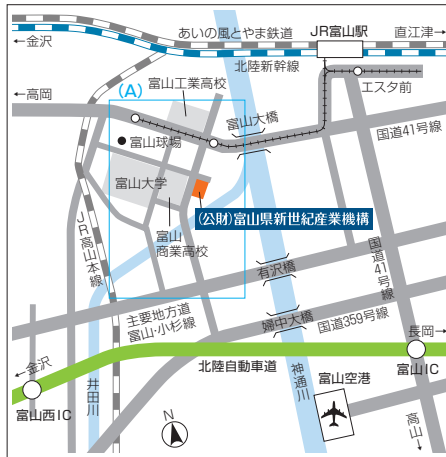 JR富山駅
あいの風とやま鉄道
←金沢
直江津→
北陸新幹線
富山工業高校
(A)
エスタ前
←高岡
富山大橋
国道41号線
富山球場
富山大学
(公財)富山県新世紀産業機構
富山
商業高校
JR高山本線
国道41号線
有沢橋
主要地方道
富山・小杉線
婦中大橋
国道359号線
長岡→
←金沢
北陸自動車道
富山IC
井田川
神通川
富山空港
富山西IC
N
高山→